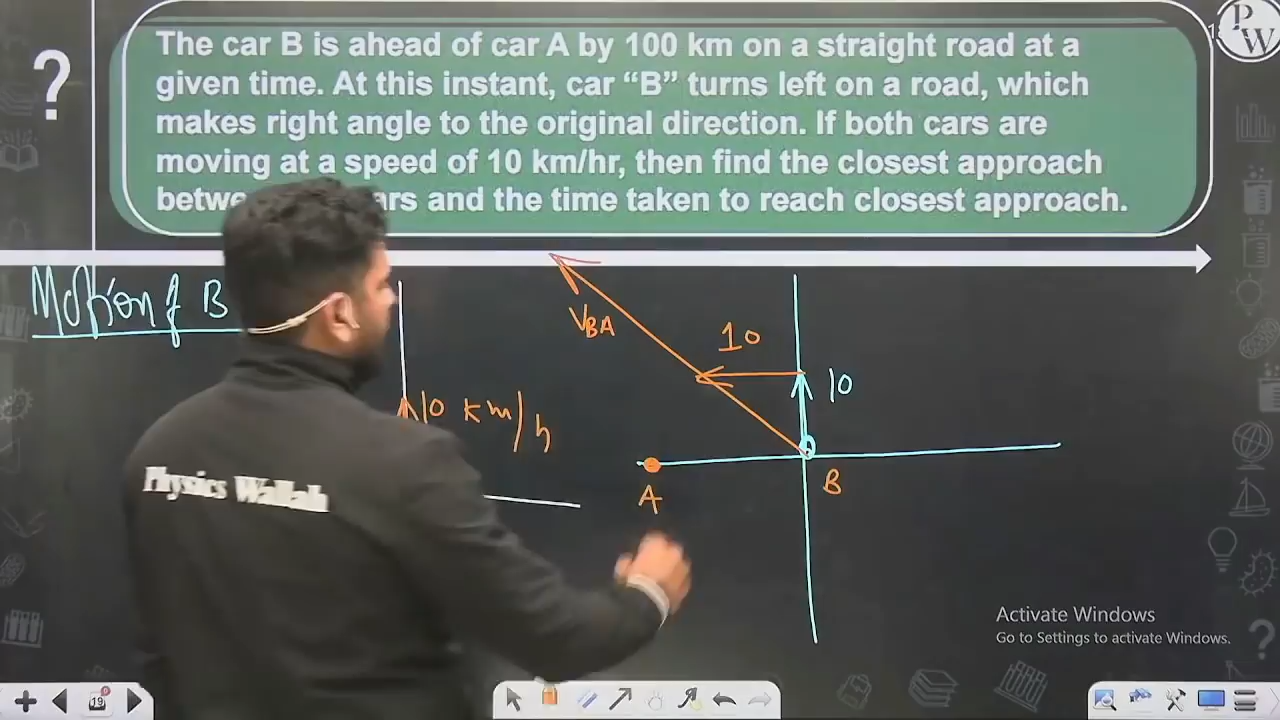 The car B is ahead of car A by 100 km on a straight road at a
given time. At this instant, car “B” turns left on a road, which
makes right angle to the original direction. If both cars are
moving at a speed of 10 km/hr, then find the closest approach
betwe ars and the time taken to reach closest approach.
?
P
W
Motion of B
10 km/h
VBA
10
10
A
B
Physics Wallah
Activate Windows
Go to Settings to activate Windows.
19